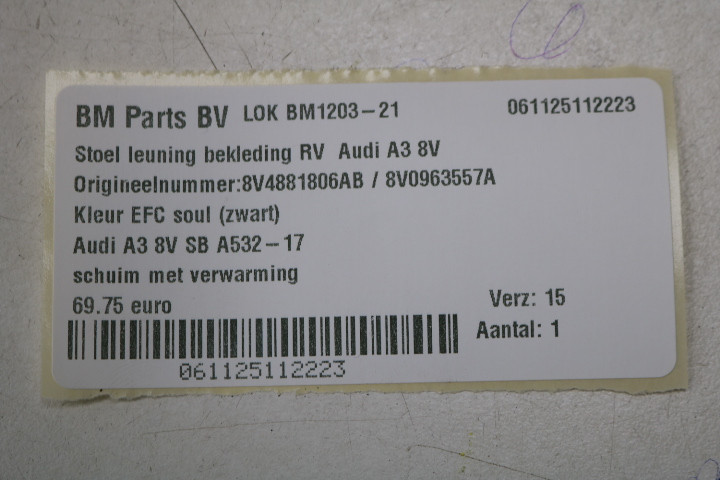 BM Parts BV LOK BM1203-21 061125112223
Stoel leuning bekleding RV Audi A3 8V
Origineelnummer:8V4881806AB / 8V0963557A
Kleur EFC soul (zwart)
Audi A3 8V SB A532-17
schuim met verwarming
69.75 euro Verz: 15
Aantal: 1
061125112223